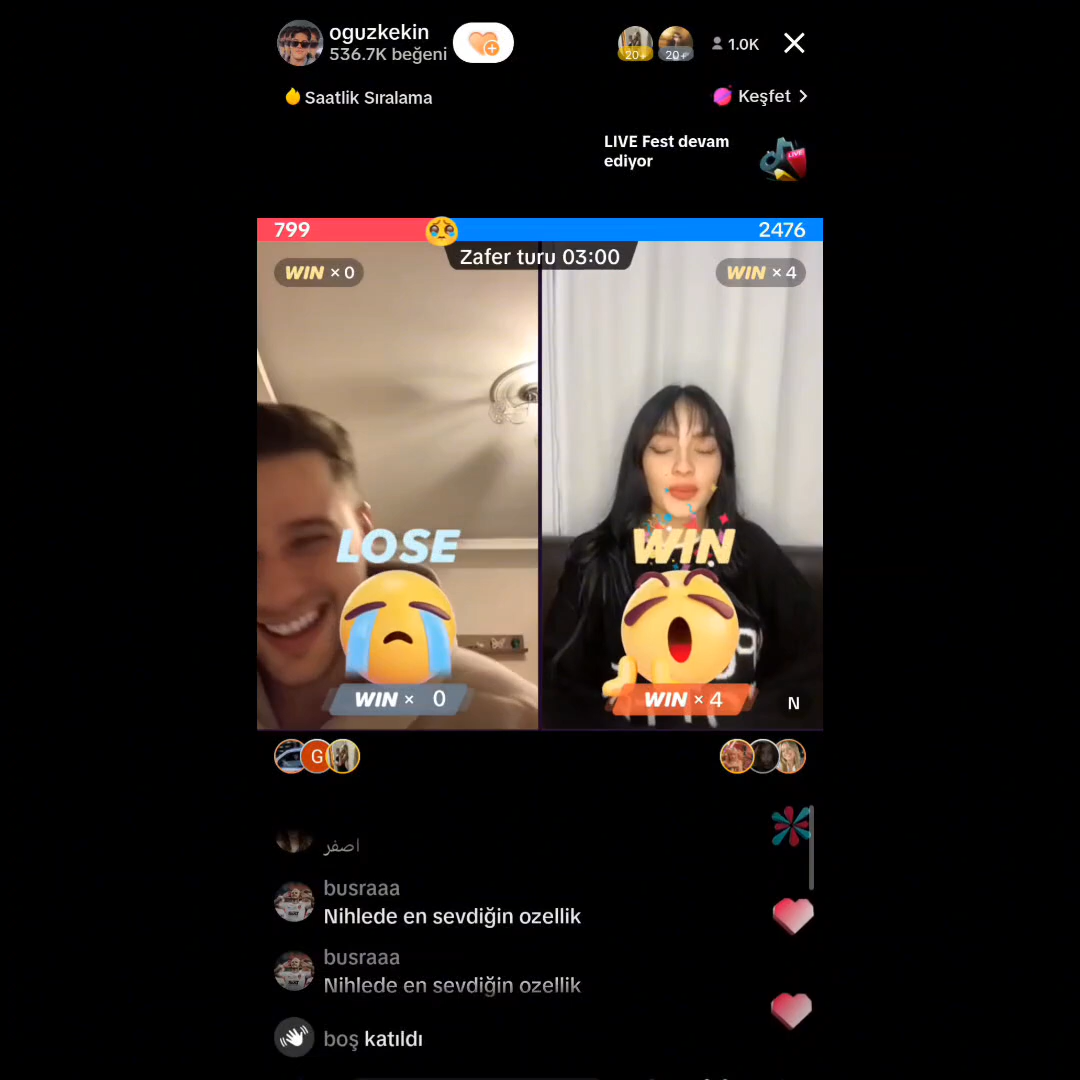 oguzkekin
536.7K beğeni
20+
20+
1.0K
Saatlik Sıralama
Keşfet
LIVE Fest devam
ediyor
LIVE
799
2476
Zafer turu 03:00
WIN × 0
WIN × 4
LOSE
WIN
WIN × 0
WIN × 4
N
G
اصفر
busraaa
Nihlede en sevdiğin ozellik
busraaa
Nihlede en sevdiğin ozellik
boş katıldı